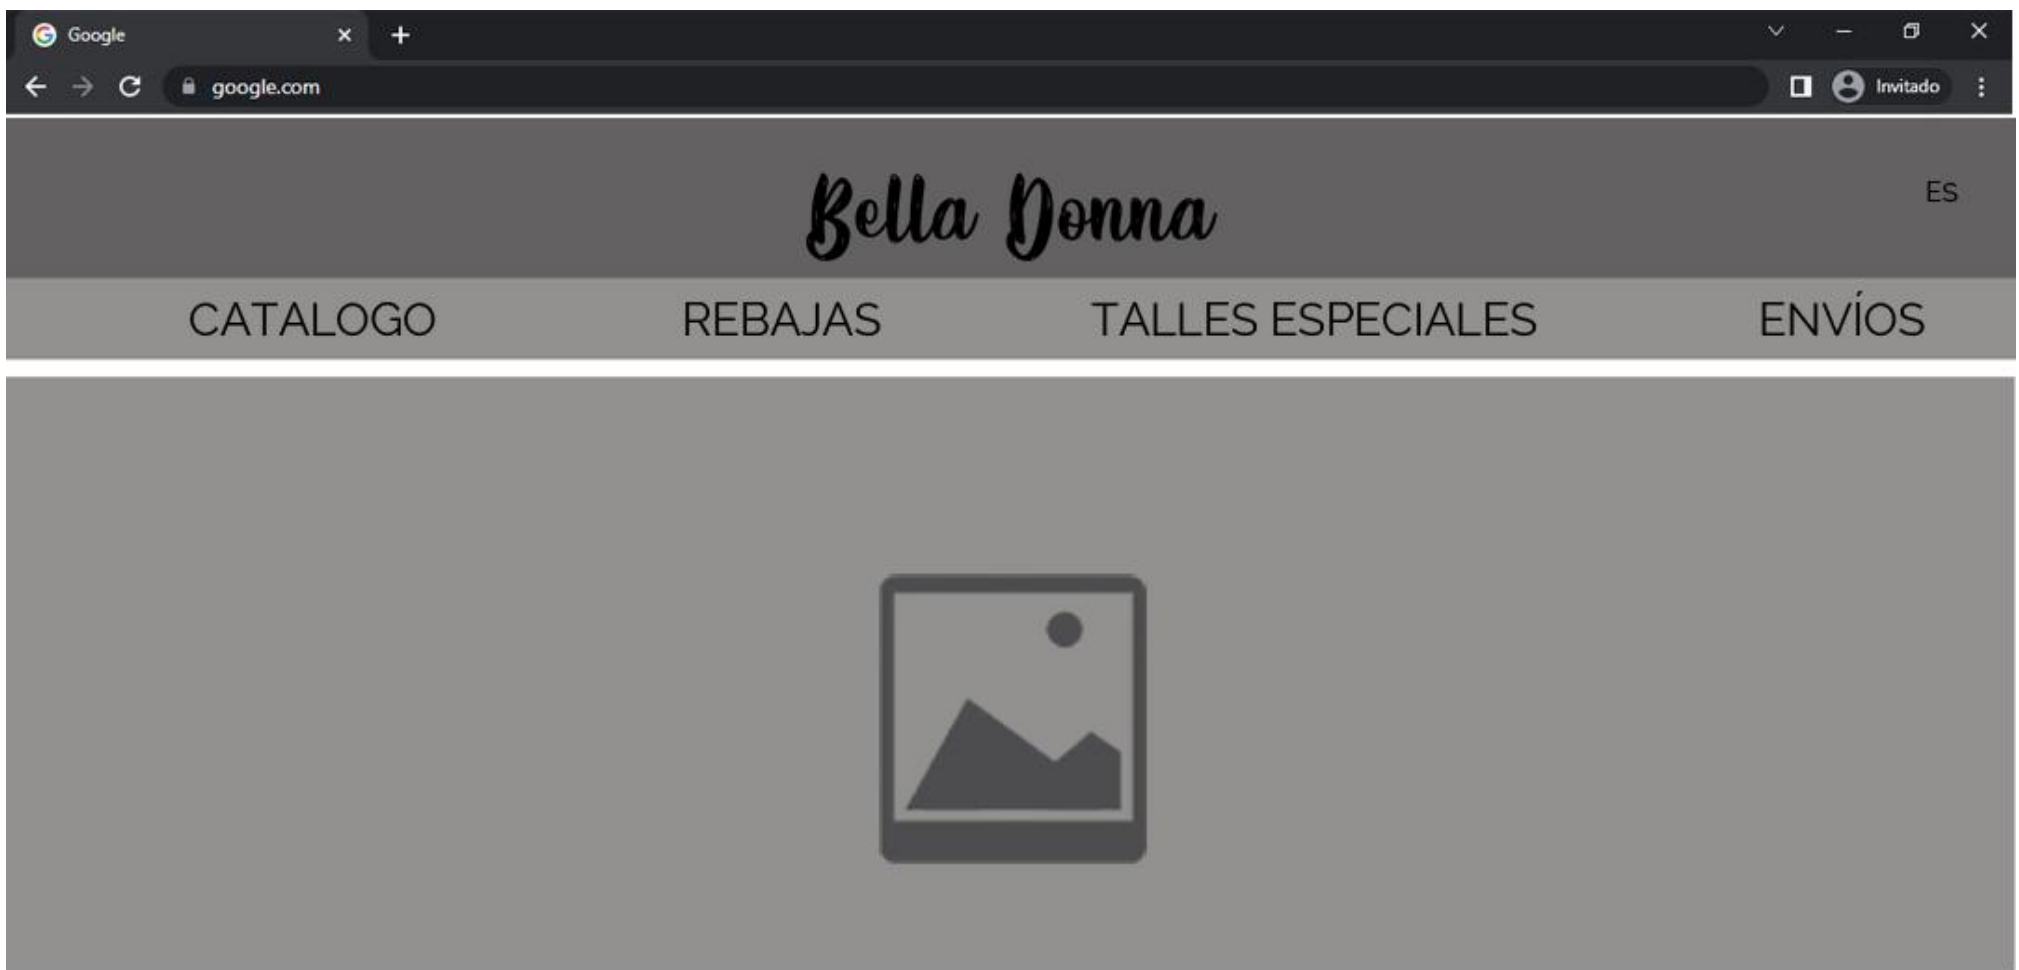 Google
google.com
Invitado
Bella Donna
ES
CATALOGO REBAJAS TALLES ESPECIALES ENVÍOS